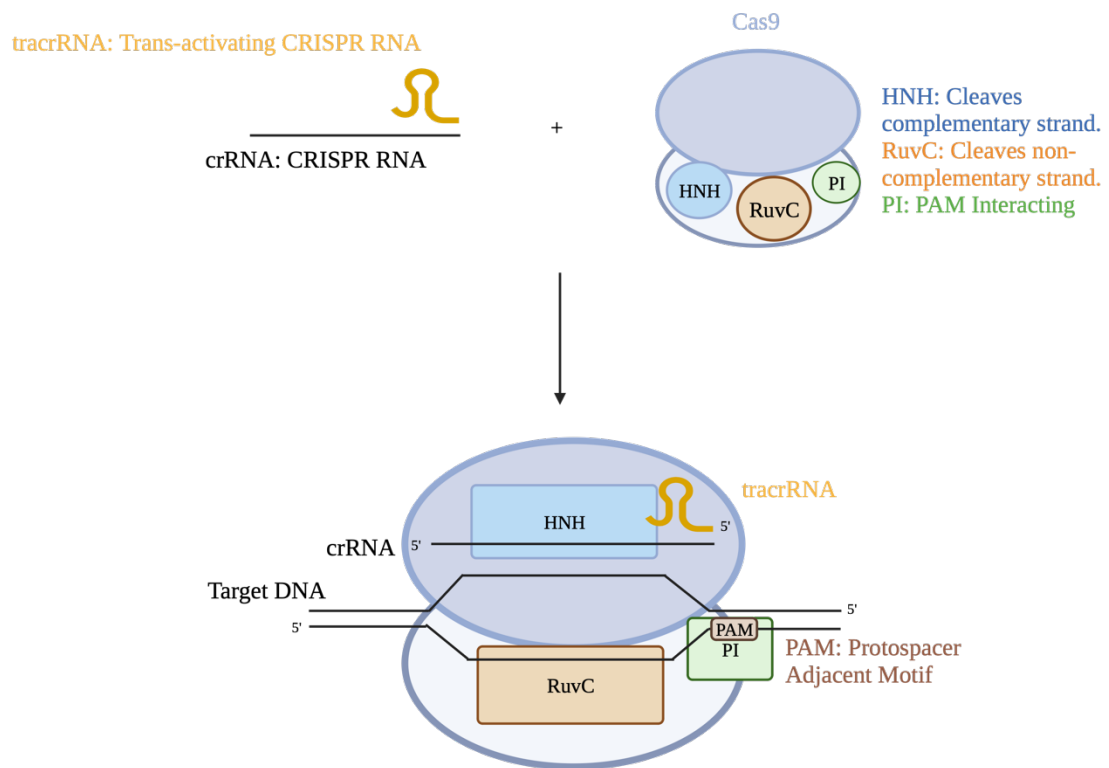 Cas9
tracrRNA: Trans-activating CRISPR RNA
HNH: Cleaves
complementary strand.
RuvC: Cleaves non-
complementary strand.
PI: PAM Interacting
+
crRNA: CRISPR RNA
HNH
RuvC
PI
tracrRNA
HNH
5'
crRNA
5'
Target DNA
5'
5'
PAM
PI
PAM: Protospacer
Adjacent Motif
RuvC